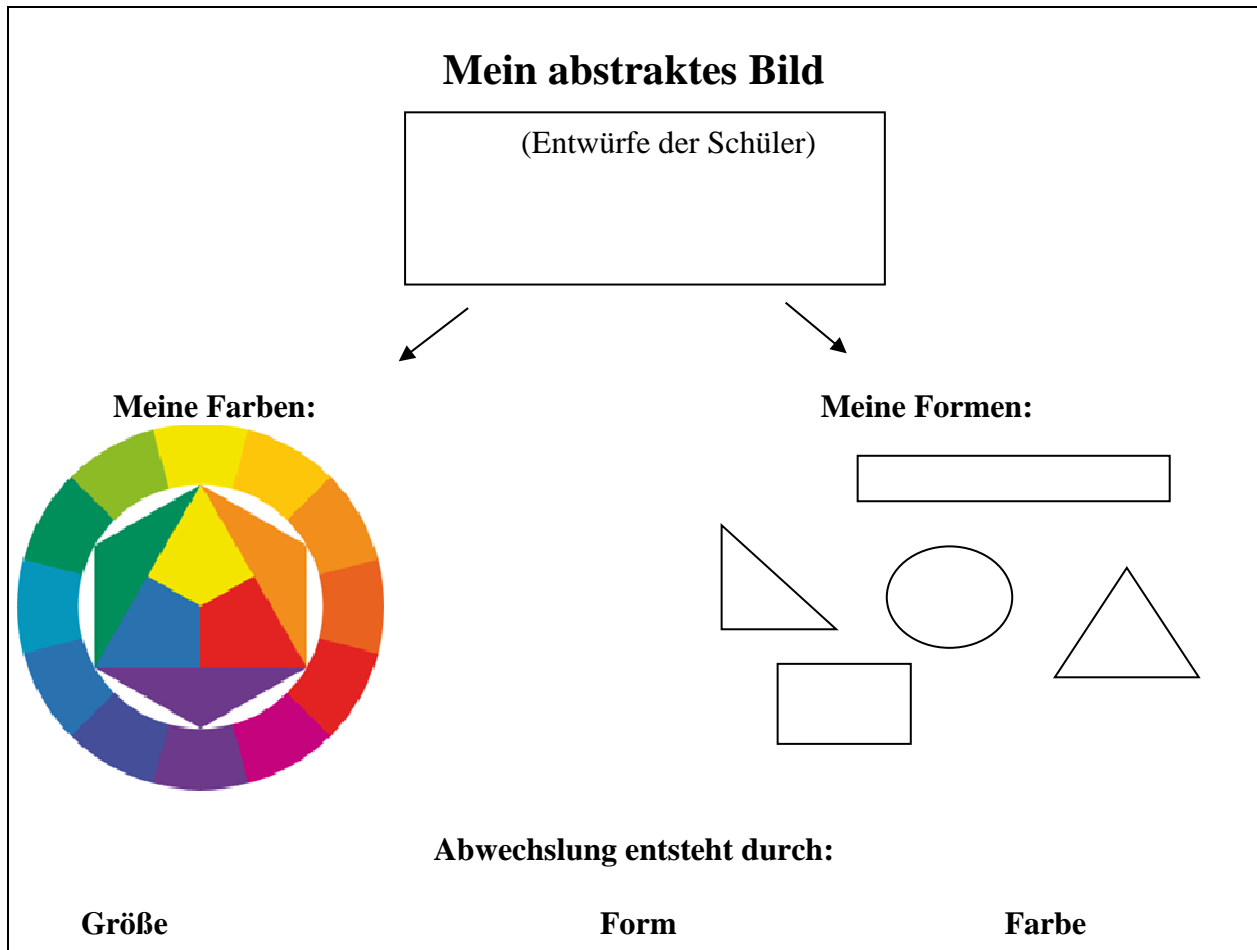 Mein abstraktes Bild
(Entwürfe der Schüler)
Meine Farben:
Meine Formen:
Abwechslung entsteht durch:
Größe Form Farbe